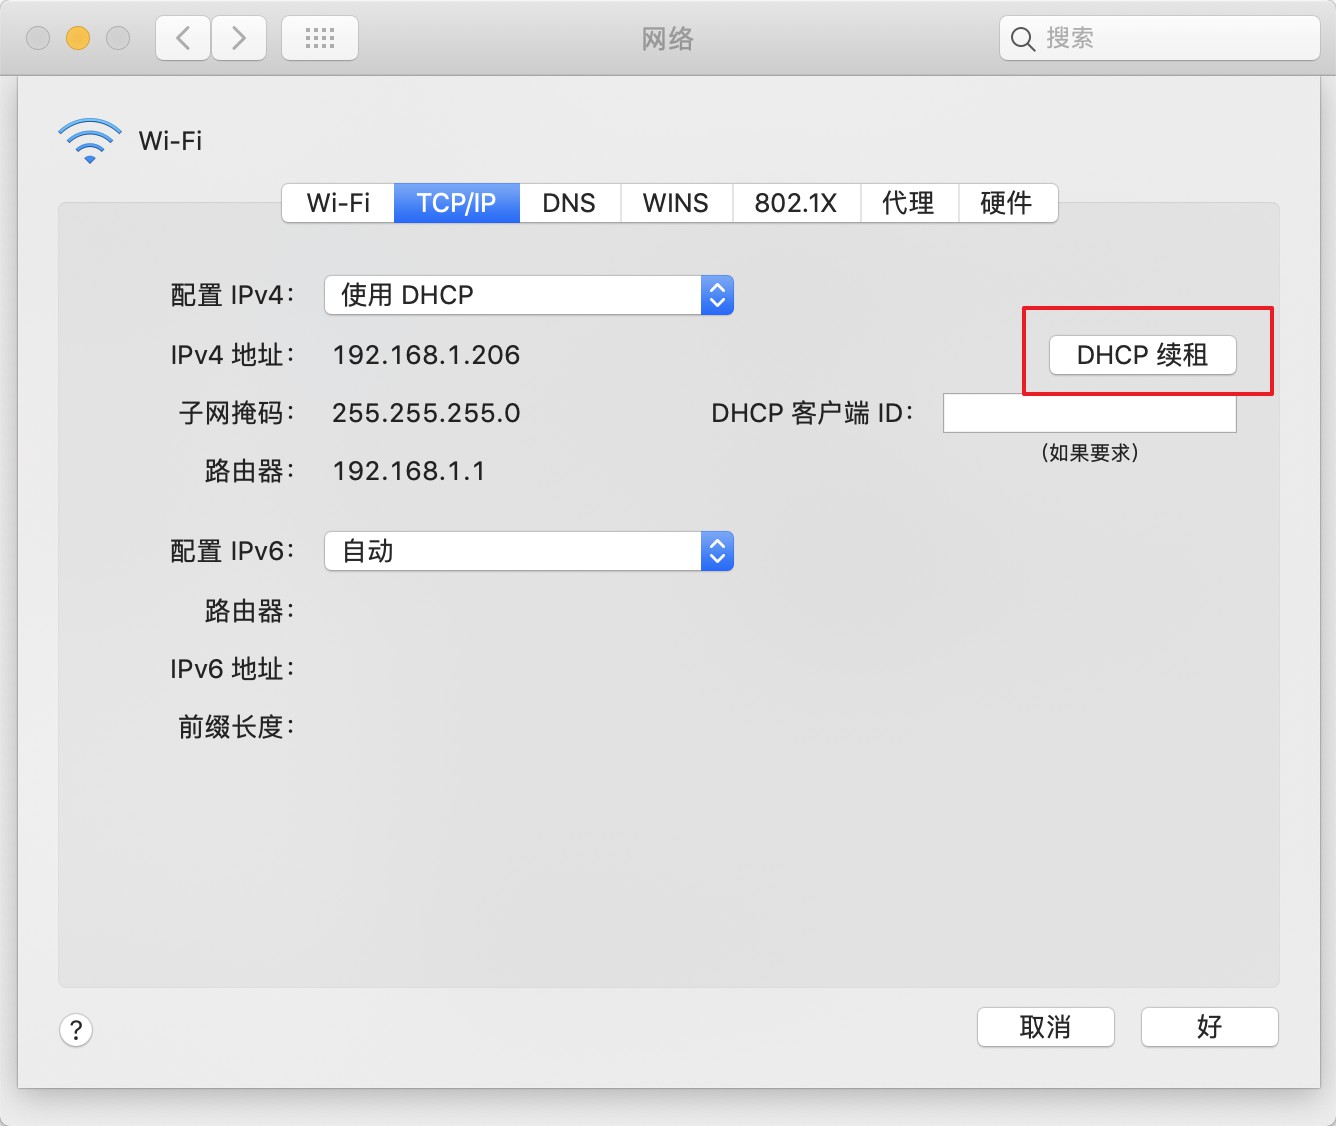 网络
搜索
Wi-Fi
Wi-Fi TCP/IP DNS WINS 802.1X 代理 硬件
配置 IPv4: 使用 DHCP
IPv4 地址: 192.168.1.206 DHCP 续租
子网掩码: 255.255.255.0 DHCP 客户端 ID:
(如果要求)
路由器: 192.168.1.1
配置 IPv6: 自动
路由器:
IPv6 地址:
前缀长度:
? 取消 好